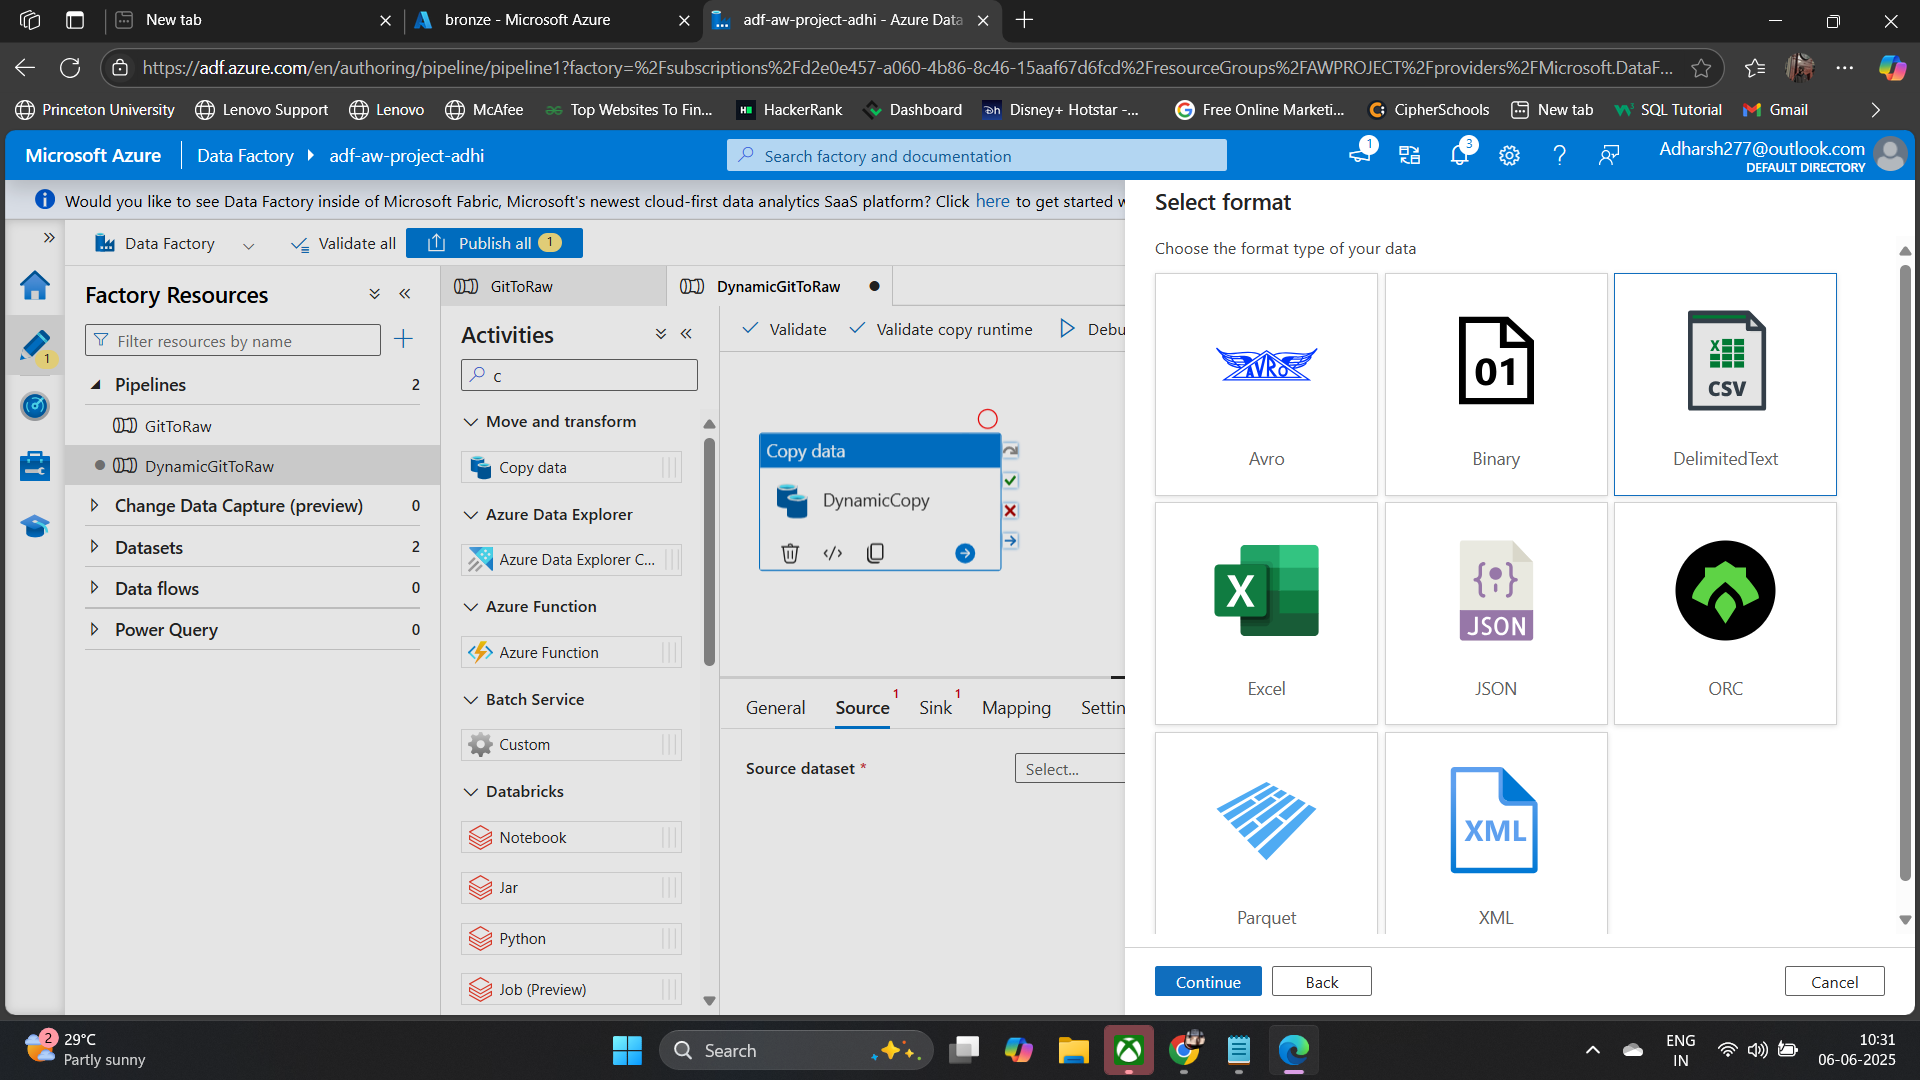 New tab
bronze - Microsoft Azure
adf-aw-project-adhi - Azure Data
https://adf.azure.com/en/authoring/pipeline/pipeline1?factory=%2Fsubscriptions%2Fd2e0e457-a060-4b86-8c46-15aaf67d6fcd%2FresourceGroups%2FAWPROJECT%2Fproviders%2FMicrosoft.DataF...
Princeton University
Lenovo Support
Lenovo
McAfee
Top Websites To Fin...
HackerRank
Dashboard
Disney+ Hotstar -...
Free Online Marketi...
CipherSchools
New tab
SQL Tutorial
Gmail
Microsoft Azure
Data Factory
adf-aw-project-adhi
Search factory and documentation
1
3
Adharsh277@outlook.com
DEFAULT DIRECTORY
Would you like to see Data Factory inside of Microsoft Fabric, Microsoft's newest cloud-first data analytics SaaS platform? Click here to get started
Data Factory
Validate all
Publish all 1
1
Factory Resources
Filter resources by name
Pipelines 2
GitToRaw
DynamicGitToRaw
Change Data Capture (preview) 0
Datasets 2
Data flows 0
Power Query 0
GitToRaw
DynamicGitToRaw
Activities
c
Move and transform
Copy data
Azure Data Explorer
Azure Data Explorer C...
Azure Function
Azure Function
Batch Service
Custom
Databricks
Notebook
Jar
Python
Job (Preview)
Validate
Validate copy runtime
Debu
Copy data
DynamicCopy
General
Source 1
Sink 1
Mapping
Settin
Source dataset *
Select...
Select format
Choose the format type of your data
AVRO
Avro
01
Binary
X
CSV
DelimitedText
X
Excel
JSON
JSON
ORC
Parquet
XML
XML
Continue
Back
Cancel
2
29°C
Partly sunny
Search
ENG
IN
10:31
06-06-2025